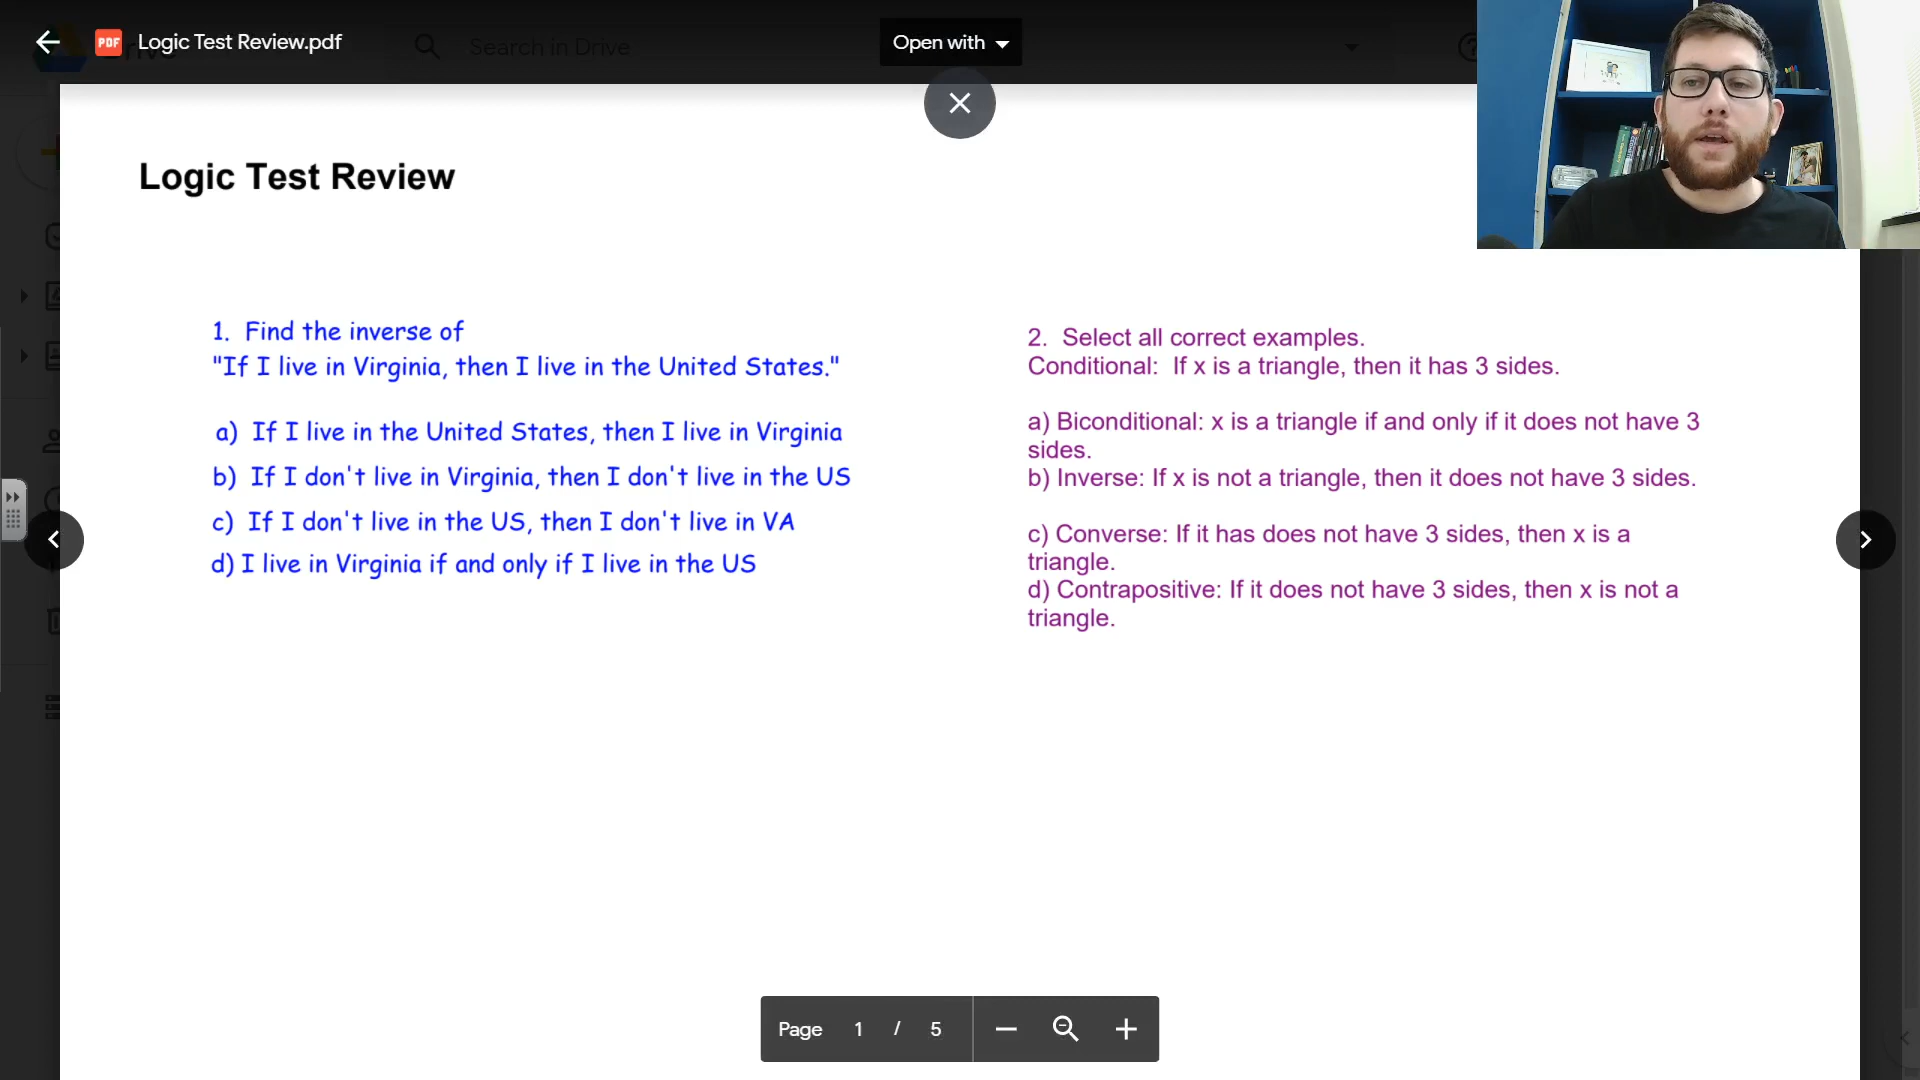 PDF Logic Test Review.pdf
Search in Drive
Open with
Logic Test Review
1. Find the inverse of
"If I live in Virginia, then I live in the United States."
a) If I live in the United States, then I live in Virginia
b) If I don't live in Virginia, then I don't live in the US
c) If I don't live in the US, then I don't live in VA
d) I live in Virginia if and only if I live in the US
2. Select all correct examples.
Conditional: If x is a triangle, then it has 3 sides.
a) Biconditional: x is a triangle if and only if it does not have 3
sides.
b) Inverse: If x is not a triangle, then it does not have 3 sides.
c) Converse: If it has does not have 3 sides, then x is a
triangle.
d) Contrapositive: If it does not have 3 sides, then x is not a
triangle.
Page 1 / 5